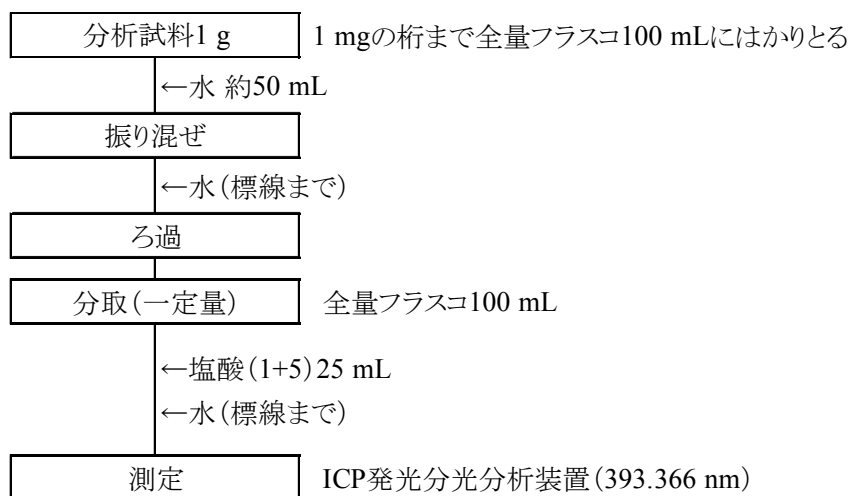 分析試料1 g 1 mgの桁まで全量フラスコ100 mLにはかりとる
←水 約50 mL
振り混ぜ
←水(標線まで)
ろ過
分取(一定量) 全量フラスコ100 mL
←塩酸(1+5)25 mL
←水(標線まで)
測定 ICP発光分光分析装置(393.366 nm)